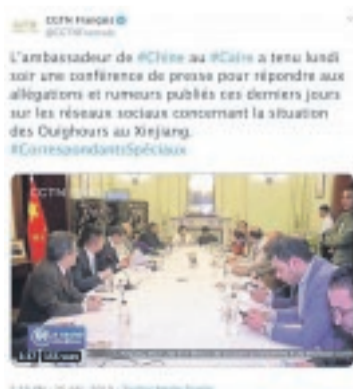 CGTN Français
@CGTNFrancais
L'ambassadeur de #Chine au #Caire a tenu lundi
soir une conférence de presse pour répondre aux
allégations et rumeurs publiés ces derniers jours
sur les réseaux sociaux concernant la situation
des Ouïghours au Xinjiang.
#CorrespondantsSpéciaux
CGTN